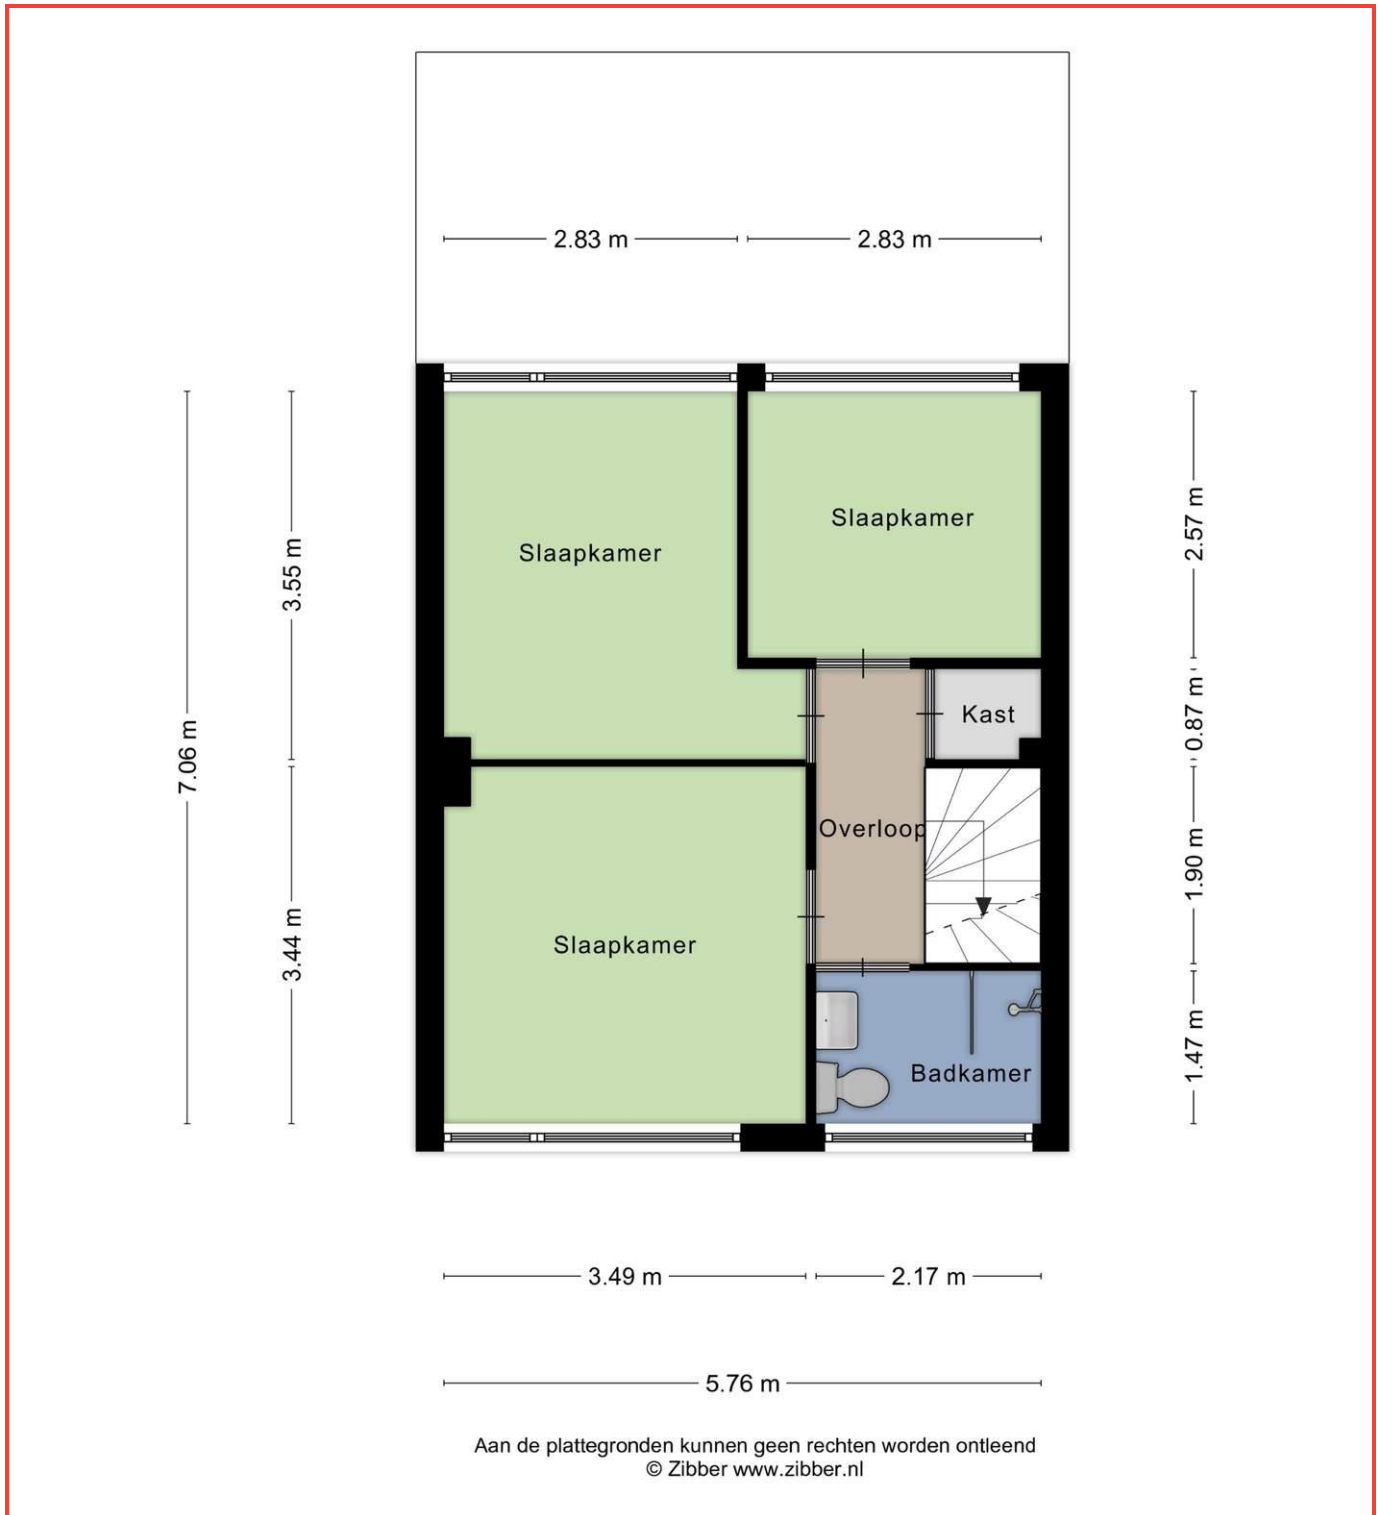 2.83 m
2.83 m
Slaapkamer
Slaapkamer
2.57 m
3.55 m
Kast
0.87 m
7.06 m
Overloop
1.90 m
Slaapkamer
3.44 m
Badkamer
1.47 m
3.49 m
2.17 m
5.76 m
Aan de plattegronden kunnen geen rechten worden ontleend
© Zibber www.zibber.nl